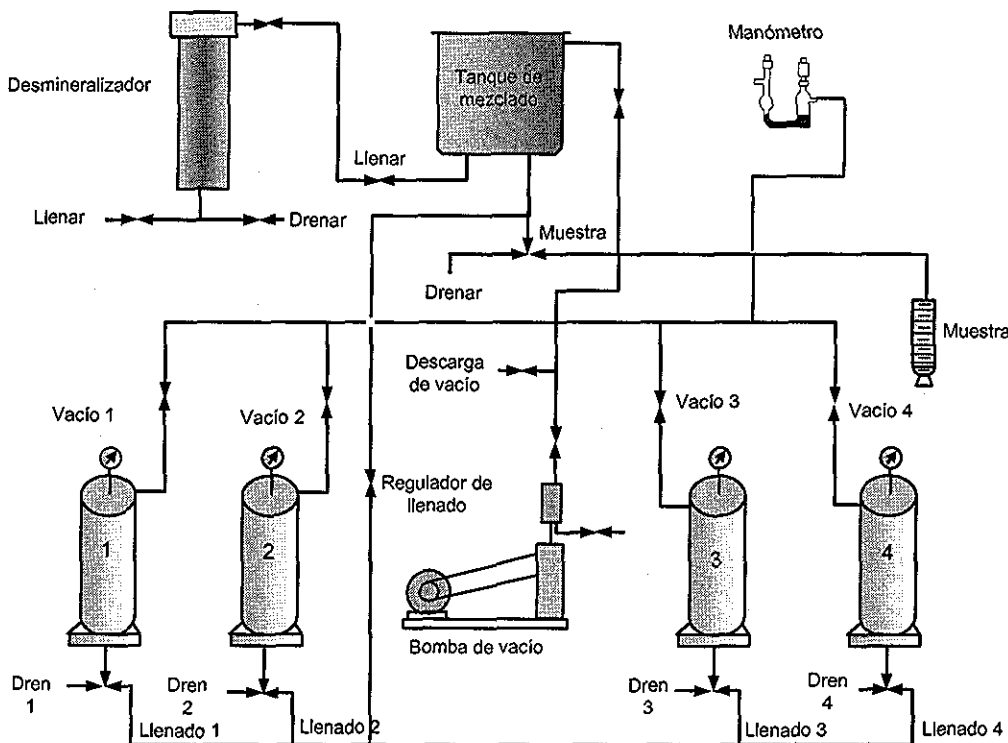 Desmineralizador
Tanque de
mezclado
Manómetro
Llenar
Llenar
Drenar
Muestra
Drenar
Muestra
Descarga
de vacío
Vacío 1
Vacío 2
Vacío 3
Vacío 4
Regulador de
llenado
1
2
3
4
Bomba de vacío
Dren
1
Dren
2
Dren
3
Dren
4
Llenado 1
Llenado 2
Llenado 3
Llenado 4